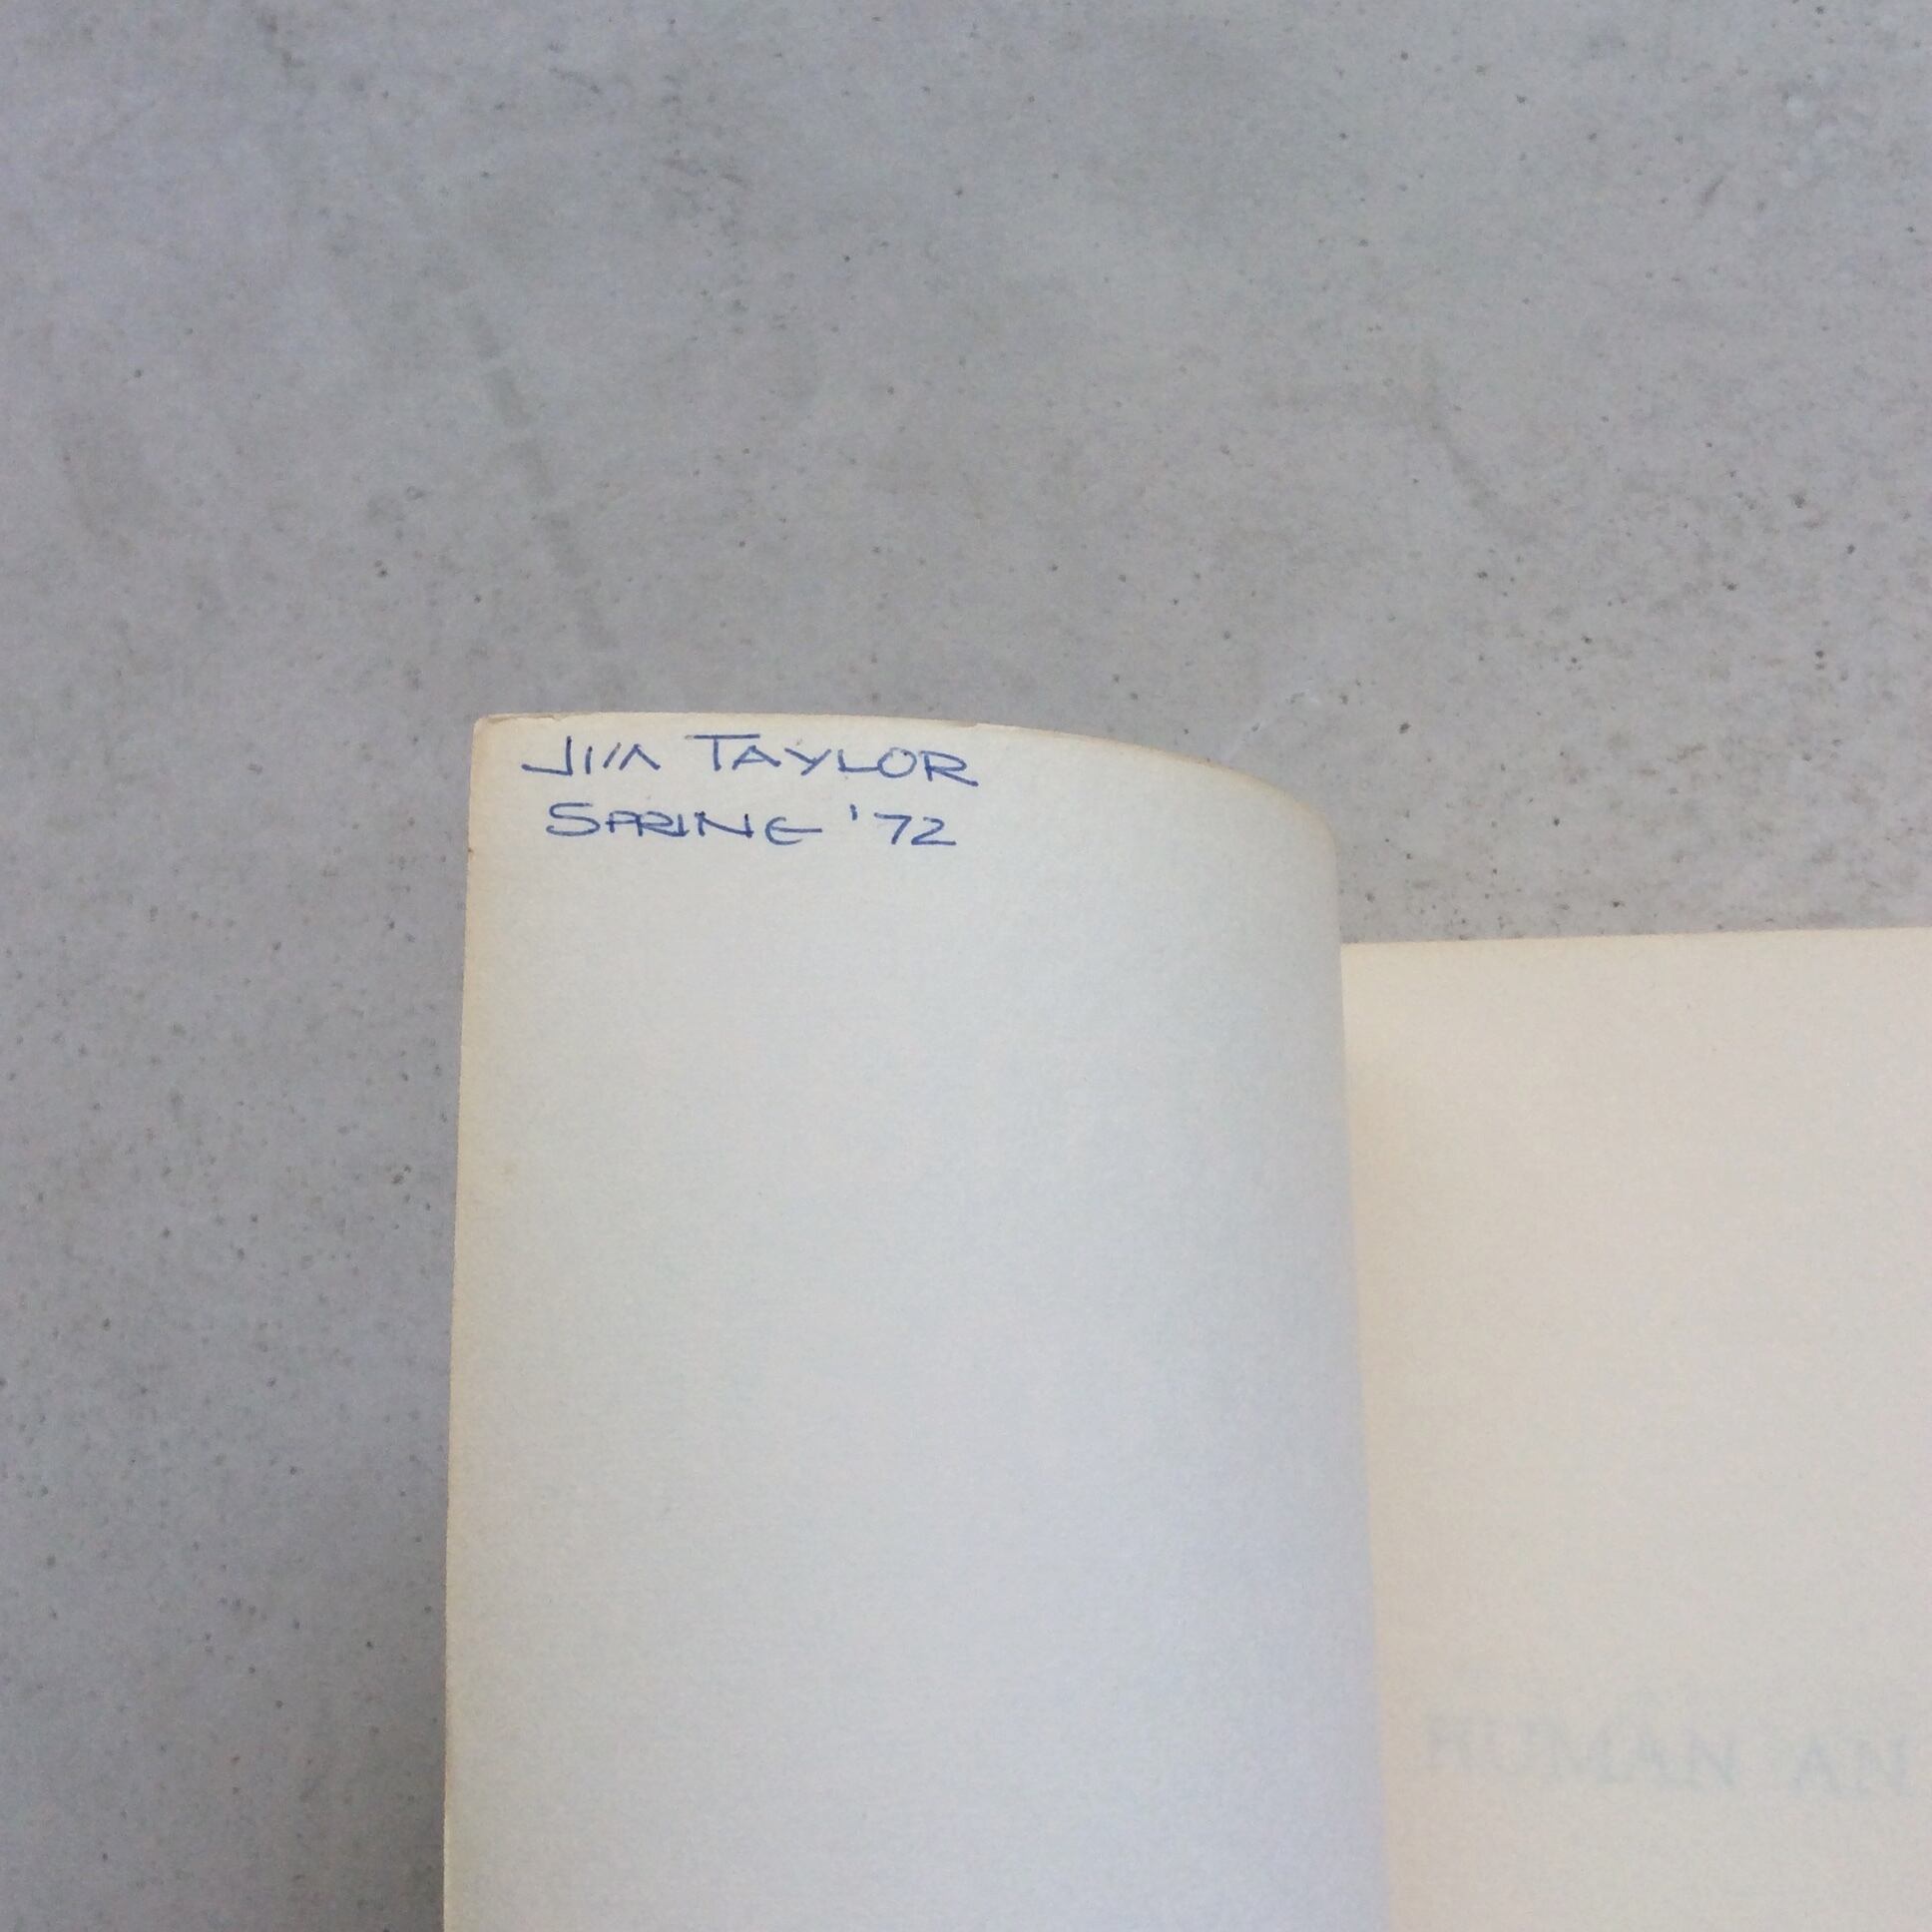 JIM TAYLOR
SPRING '72
HUMAN AN